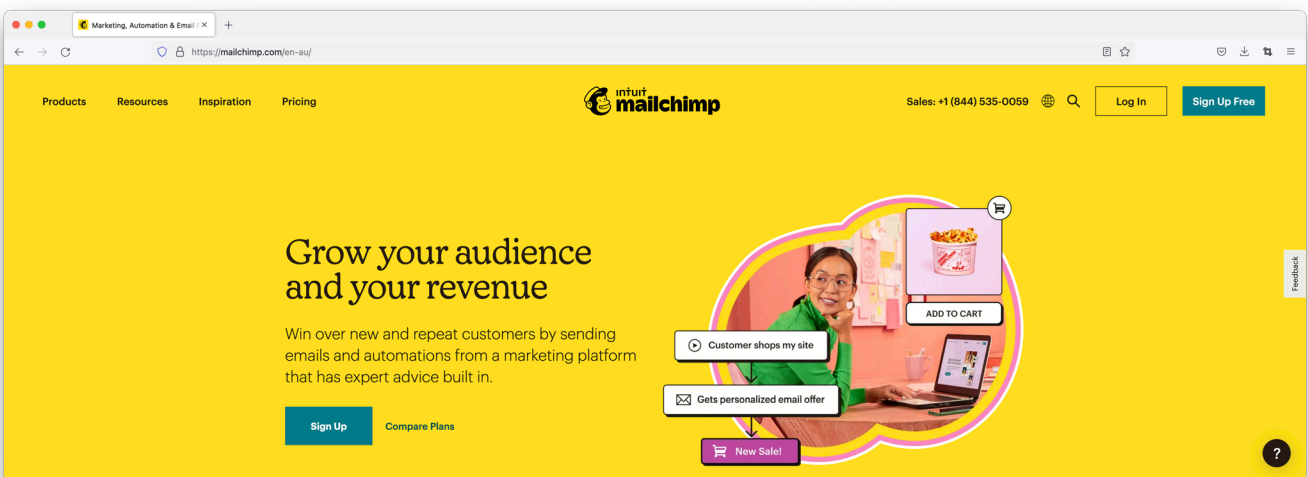 Marketing, Automation & Email
https://mailchimp.com/en-au/
Products Resources Inspiration Pricing
ıntuıt
mailchimp
Sales: +1 (844) 535-0059
Log In
Sign Up Free
Grow your audience
and your revenue
Win over new and repeat customers by sending
emails and automations from a marketing platform
that has expert advice built in.
Sign Up
Compare Plans
ADD TO CART
Customer shops my site
Gets personalized email offer
New Sale!
Feedback
?